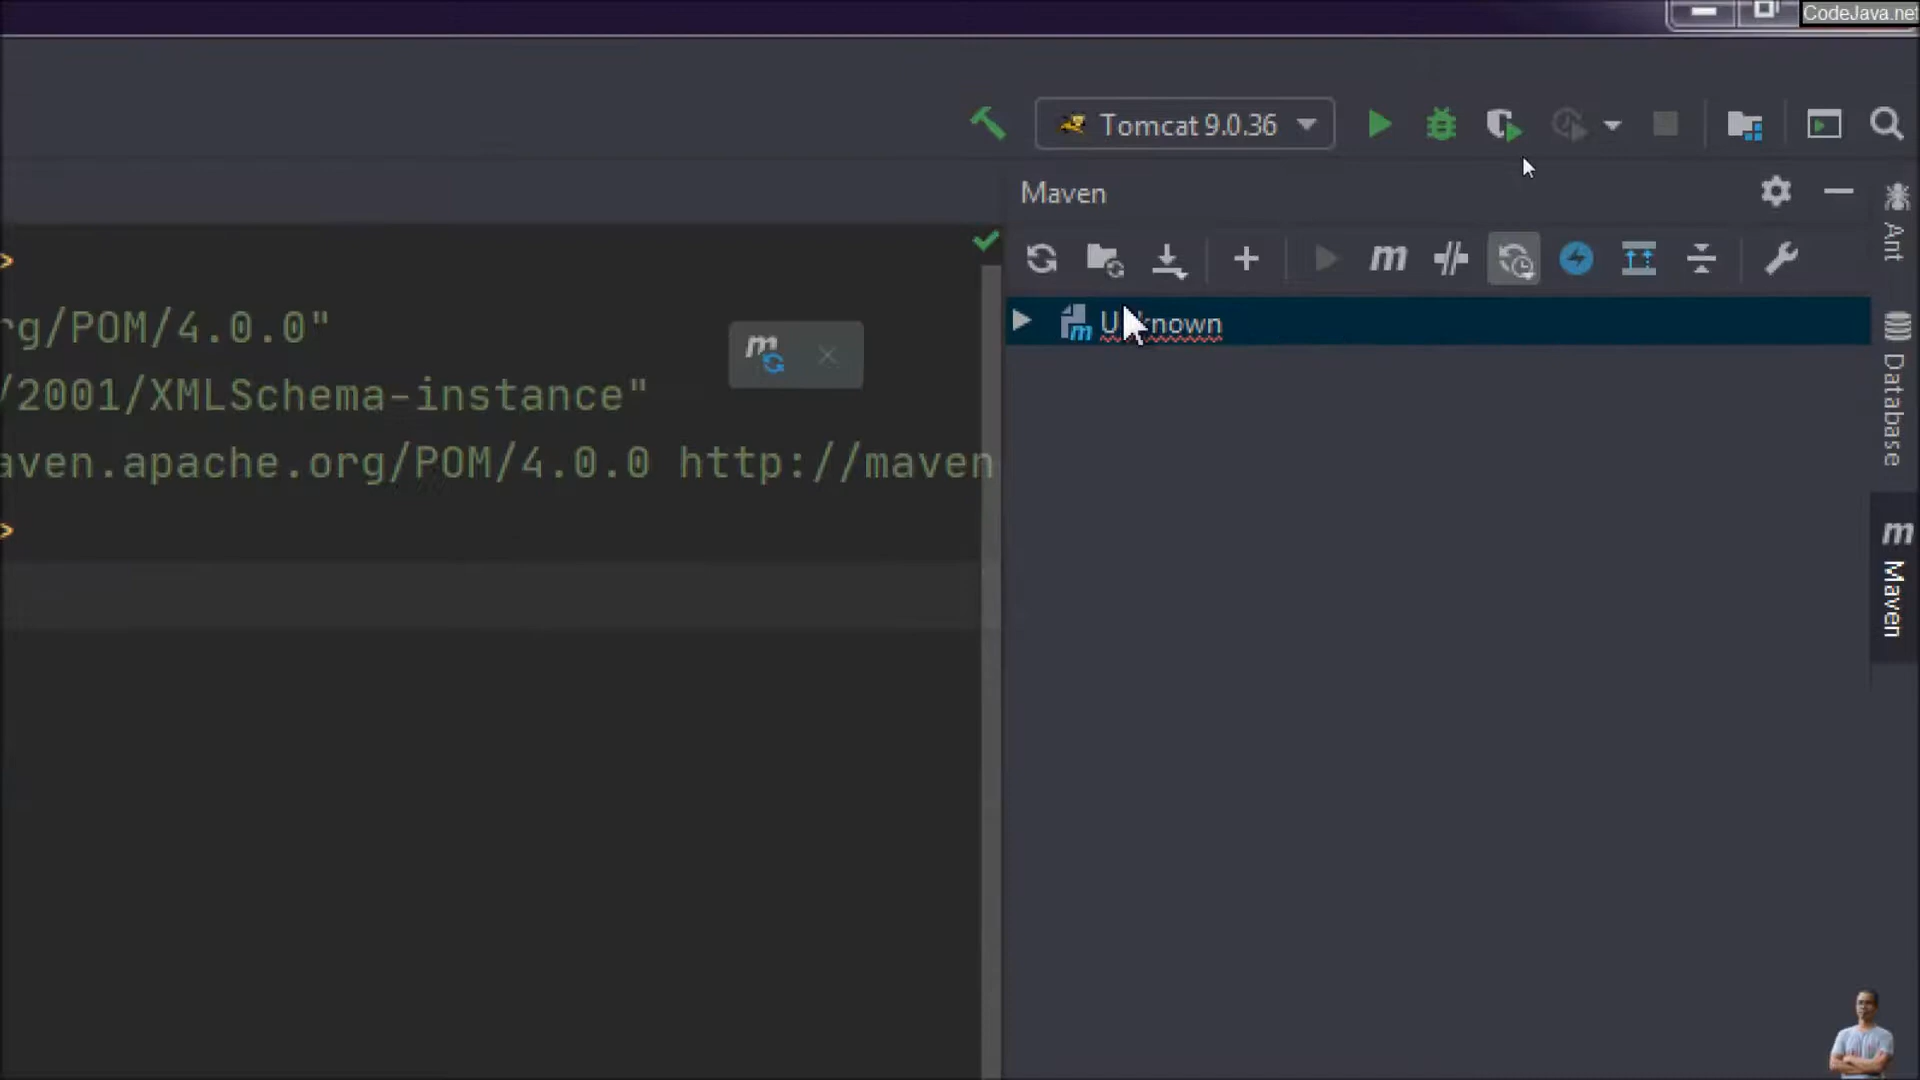 CodeJava.net
Tomcat 9.0.36
Maven
>
rg/POM/4.0.0"
/2001/XMLSchema-instance"
aven.apache.org/POM/4.0.0 http://maven
>
m
m
m
Ant
Database
m
Maven